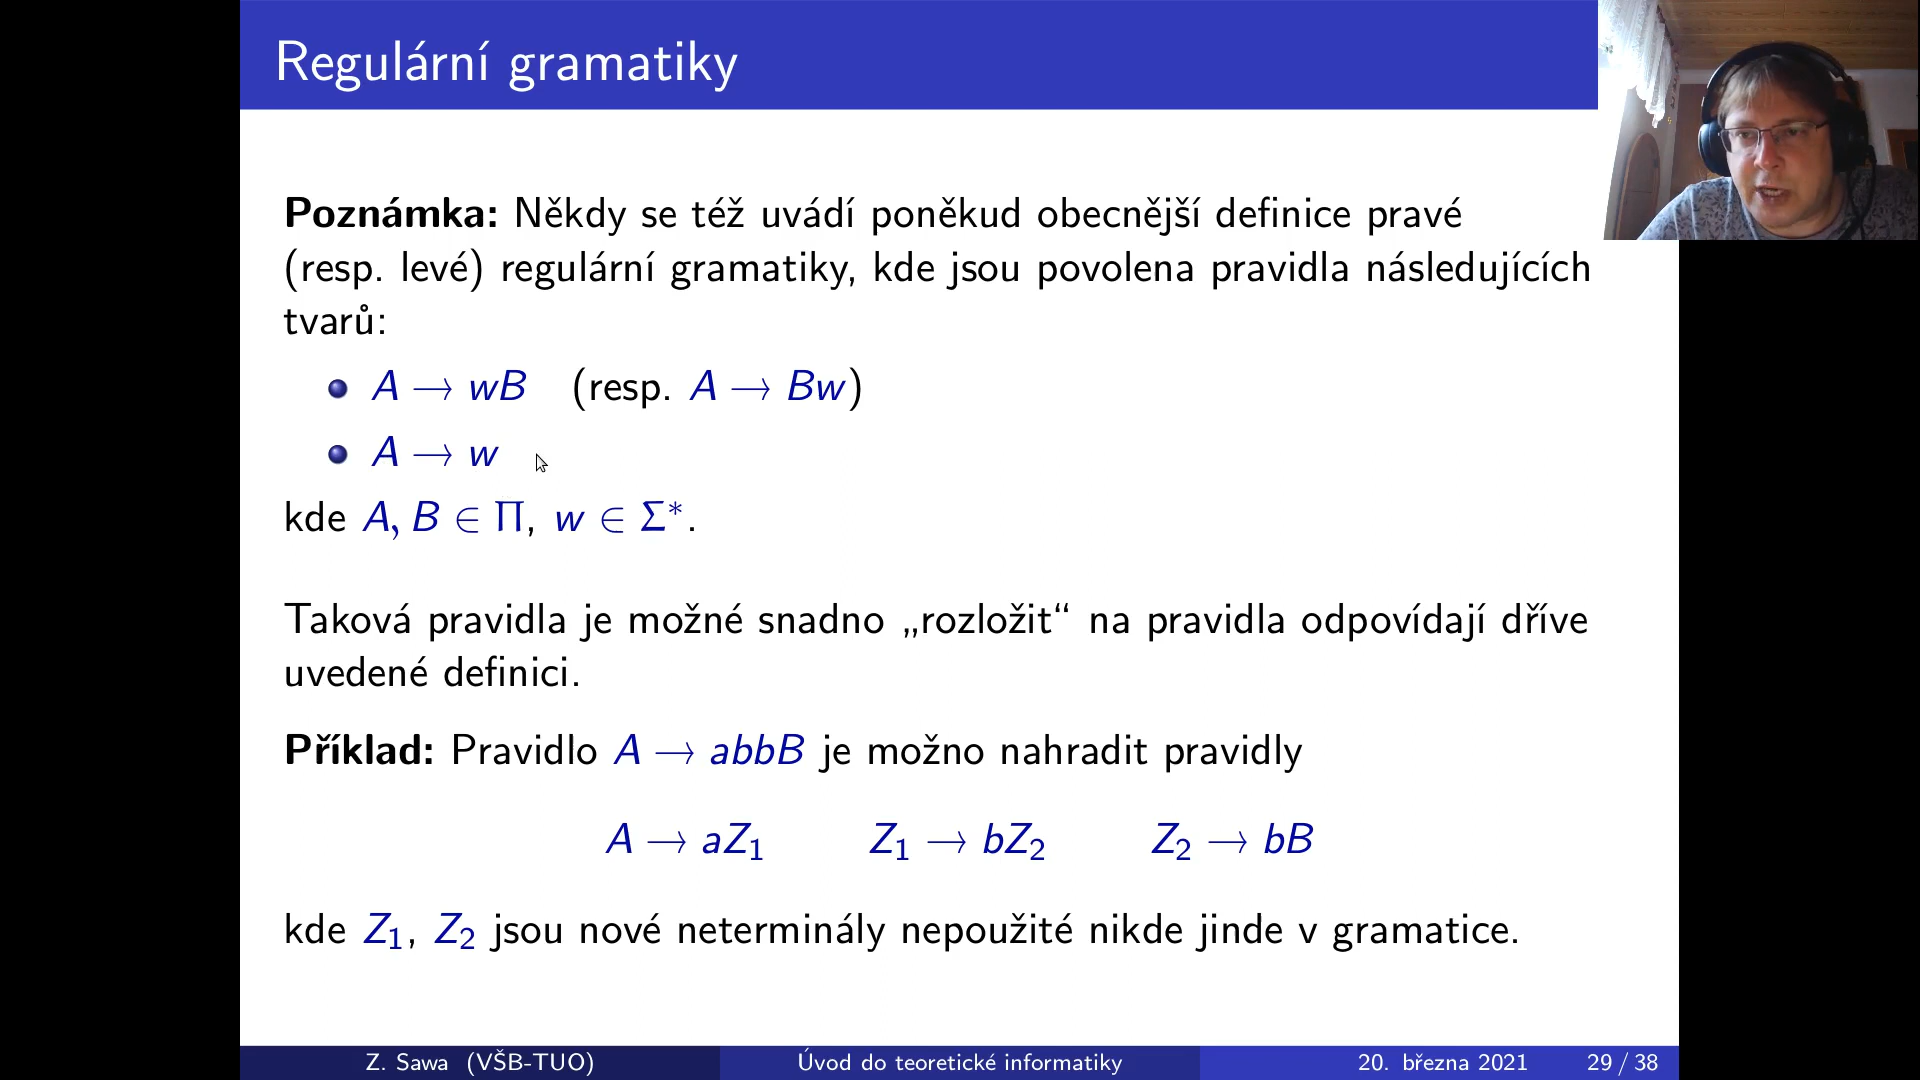 Regulární gramatiky
Poznámka: Někdy se též uvádí poněkud obecnější definice pravé
(resp. levé) regulární gramatiky, kde jsou povolena pravidla následujících
tvarů:
A → wB (resp. A → Bw)
A → w
kde A, B ∈ Π, w ∈ Σ*.
Taková pravidla je možné snadno „rozložit“ na pravidla odpovídají dříve
uvedené definici.
Příklad: Pravidlo A → abbB je možno nahradit pravidly
A → aZ₁ Z₁ → bZ₂ Z₂ → bB
kde Z₁, Z₂ jsou nové neterminály nepoužité nikde jinde v gramatice.
Z. Sawa (VŠB-TUO) Úvod do teoretické informatiky 20. března 2021 29 / 38